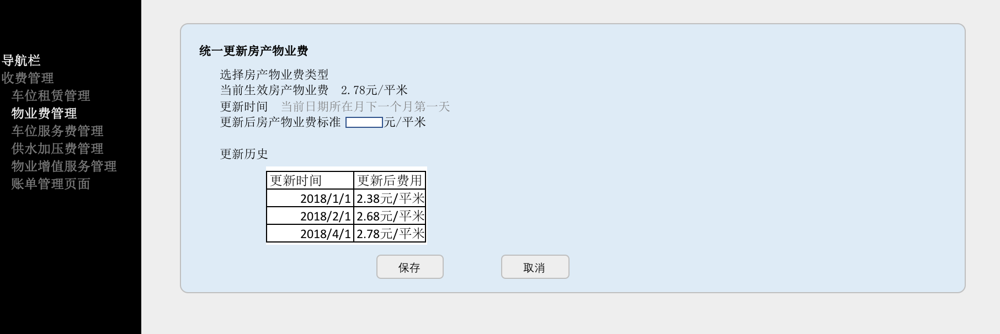 导航栏
收费管理
车位租赁管理
物业费管理
车位服务费管理
供水加压费管理
物业增值服务管理
账单管理页面
统一更新房产物业费
选择房产物业费类型
当前生效房产物业费 2.78元/平米
更新时间 当前日期所在月下一个月第一天
更新后房产物业费标准 元/平米
更新历史
更新时间 更新后费用
2018/1/1 2.38元/平米
2018/2/1 2.68元/平米
2018/4/1 2.78元/平米
保存 取消